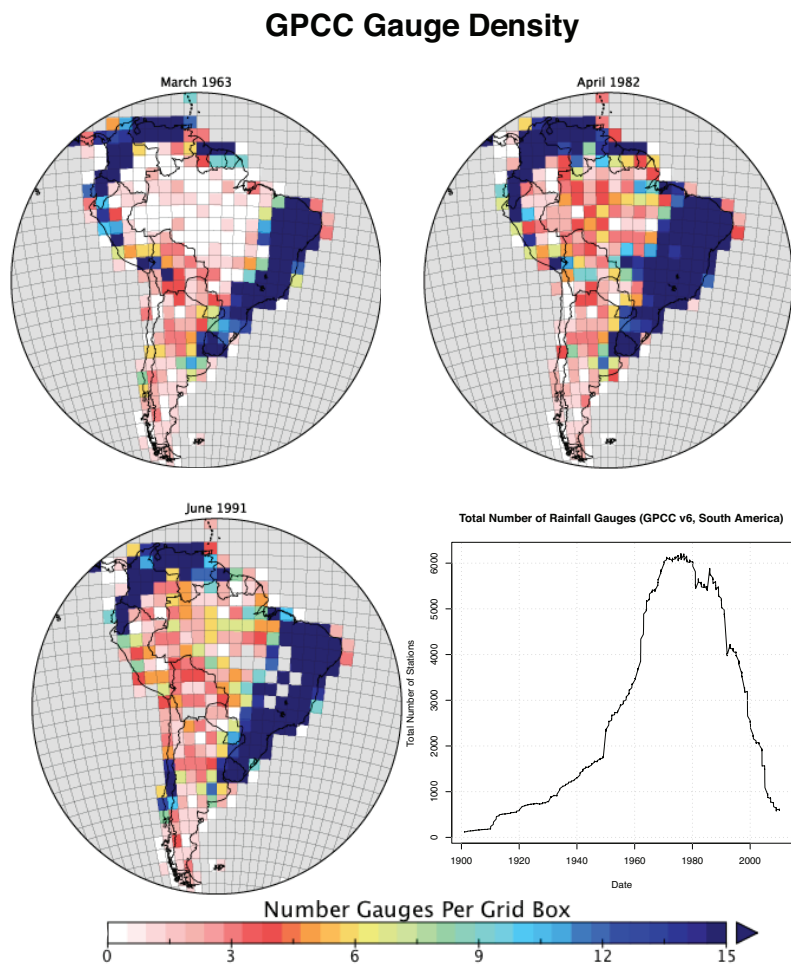 GPCC Gauge Density
March 1963
April 1982
June 1991
Total Number of Rainfall Gauges (GPCC v6, South America)
Total Number of Stations
6000
5000
4000
3000
2000
1000
0
1900 1920 1940 1960 1980 2000
Date
Number Gauges Per Grid Box
0 3 6 9 12 15